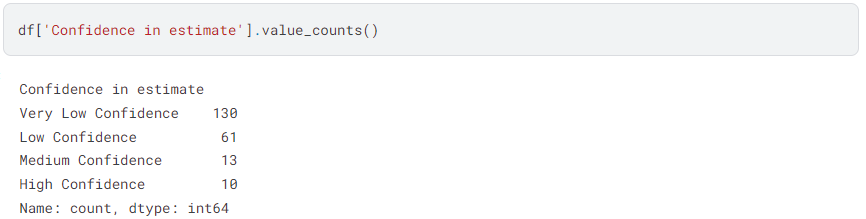 df['Confidence in estimate'].value_counts()
Confidence in estimate
Very Low Confidence    130
Low Confidence          61
Medium Confidence       13
High Confidence         10
Name: count, dtype: int64